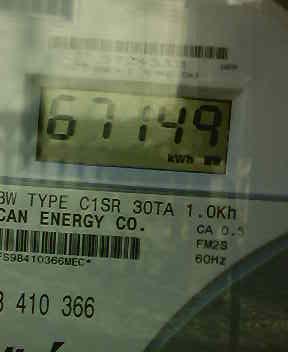 67149
kWh
BW TYPE C1SR 30TA 1.0Kh
CAN ENERGY CO.
CA 0.5
FM2S
60Hz
*PS98410366MEC*
8 410 366